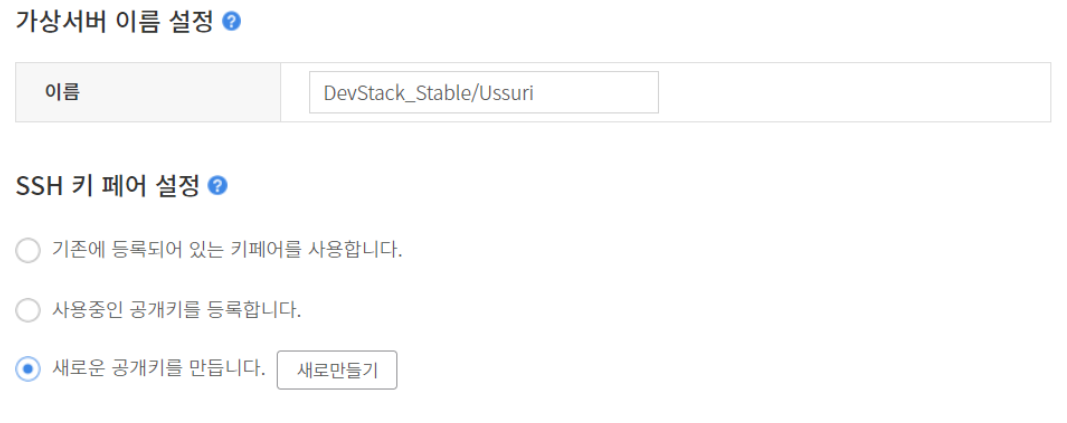 가상서버 이름 설정 ?
이름
DevStack_Stable/Ussuri
SSH 키 페어 설정 ?
기존에 등록되어 있는 키페어를 사용합니다.
사용중인 공개키를 등록합니다.
새로운 공개키를 만듭니다. 새로만들기